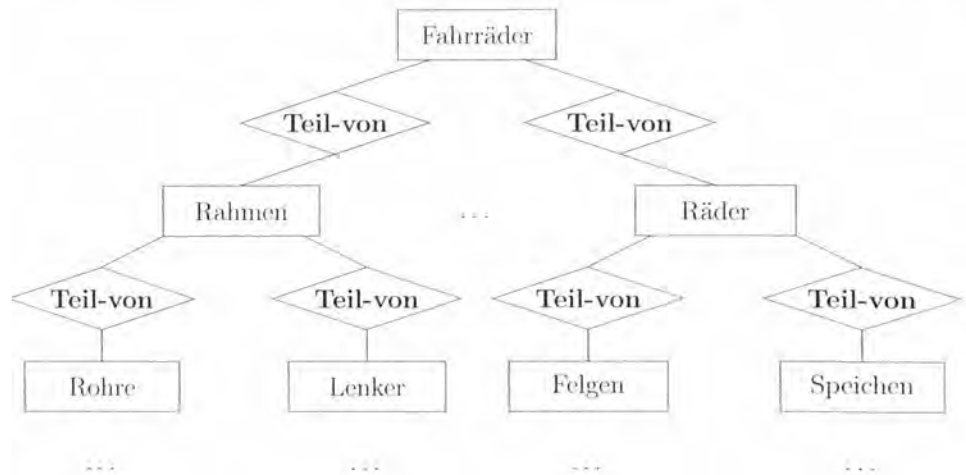 Fahrräder
Teil-von Teil-von
Rahmen ... Räder
Teil-von Teil-von Teil-von Teil-von
Rohre Lenker Felgen Speichen
... ... ... ...